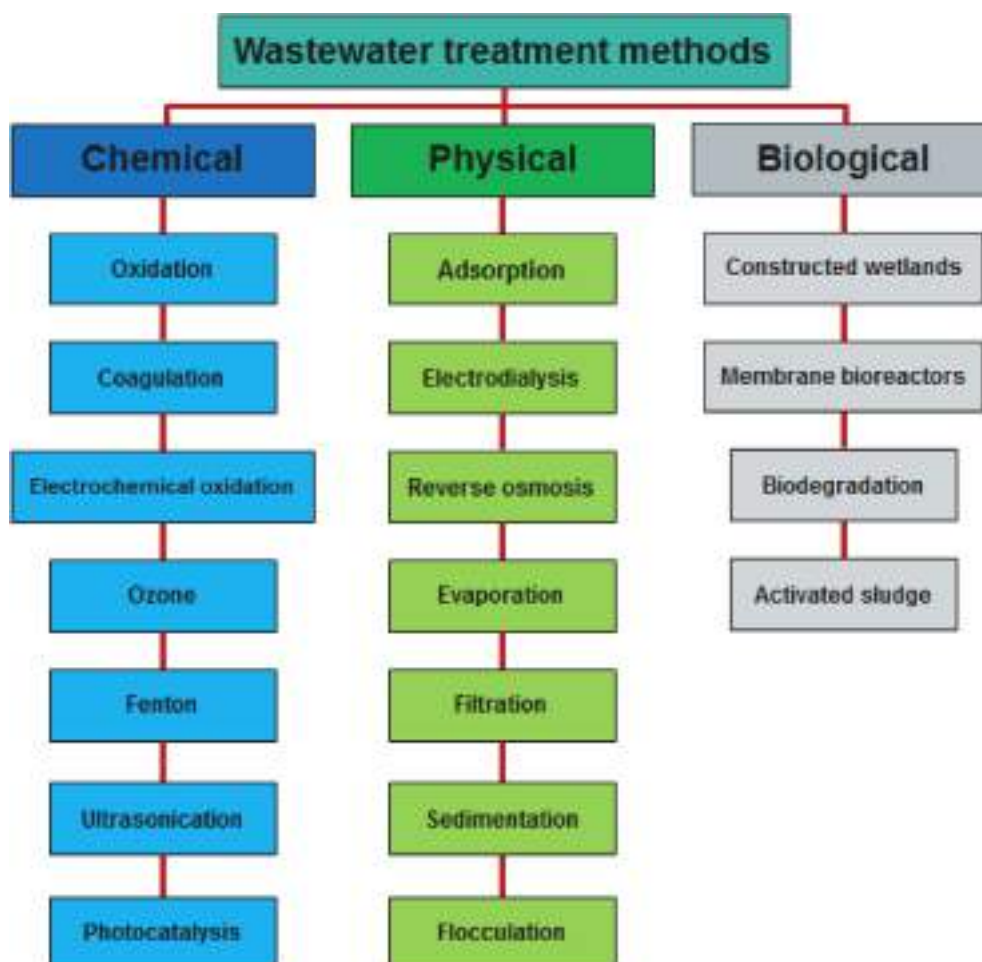 Wastewater treatment methods
Chemical
Physical
Biological
Oxidation
Adsorption
Constructed wetlands
Coagulation
Electrodialysis
Membrane bioreactors
Electrochemical oxidation
Reverse osmosis
Biodegradation
Ozone
Evaporation
Activated sludge
Fenton
Filtration
Ultrasonication
Sedimentation
Photocatalysis
Flocculation